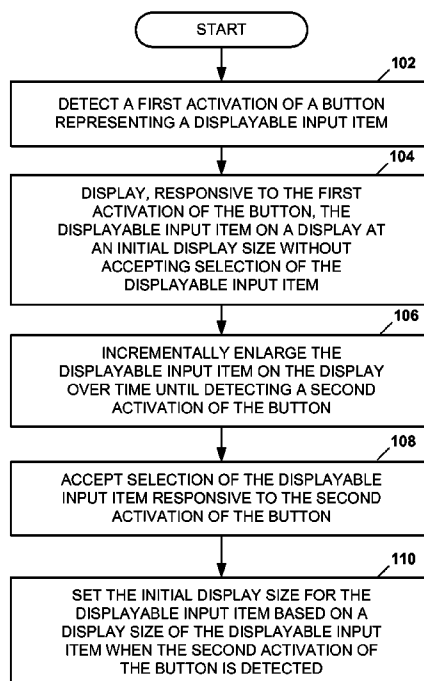 START
102
DETECT A FIRST ACTIVATION OF A BUTTON
REPRESENTING A DISPLAYABLE INPUT ITEM
104
DISPLAY, RESPONSIVE TO THE FIRST
ACTIVATION OF THE BUTTON, THE
DISPLAYABLE INPUT ITEM ON A DISPLAY AT
AN INITIAL DISPLAY SIZE WITHOUT
ACCEPTING SELECTION OF THE
DISPLAYABLE INPUT ITEM
106
INCREMENTALLY ENLARGE THE
DISPLAYABLE INPUT ITEM ON THE DISPLAY
OVER TIME UNTIL DETECTING A SECOND
ACTIVATION OF THE BUTTON
108
ACCEPT SELECTION OF THE DISPLAYABLE
INPUT ITEM RESPONSIVE TO THE SECOND
ACTIVATION OF THE BUTTON
110
SET THE INITIAL DISPLAY SIZE FOR THE
DISPLAYABLE INPUT ITEM BASED ON A
DISPLAY SIZE OF THE DISPLAYABLE INPUT
ITEM WHEN THE SECOND ACTIVATION OF
THE BUTTON IS DETECTED